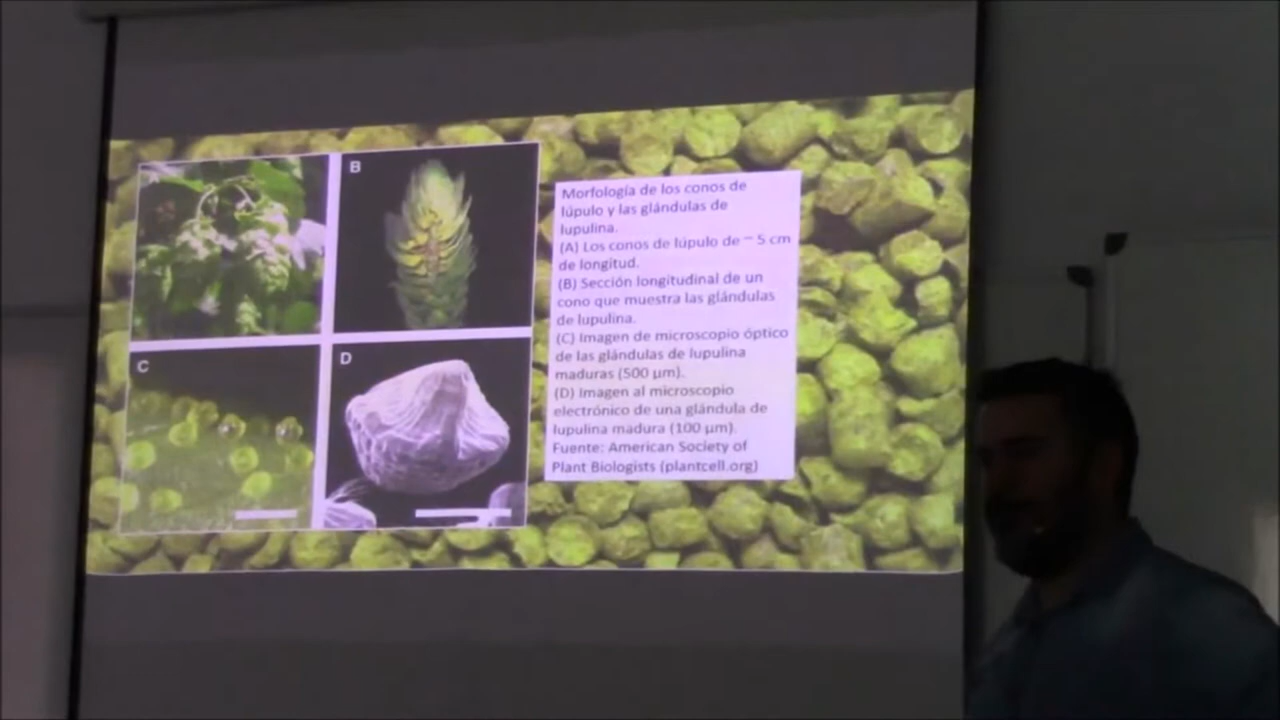 B
C
D
Morfología de los conos de
lúpulo y las glándulas de
lupulina.
(A) Los conos de lúpulo de ~ 5 cm
de longitud.
(B) Sección longitudinal de un
cono que muestra las glándulas
de lupulina.
(C) Imagen de microscopio óptico
de las glándulas de lupulina
maduras (500 μm).
(D) Imagen al microscopio
electrónico de una glándula de
lupulina madura (100 μm).
Fuente: American Society of
Plant Biologists (plantcell.org)